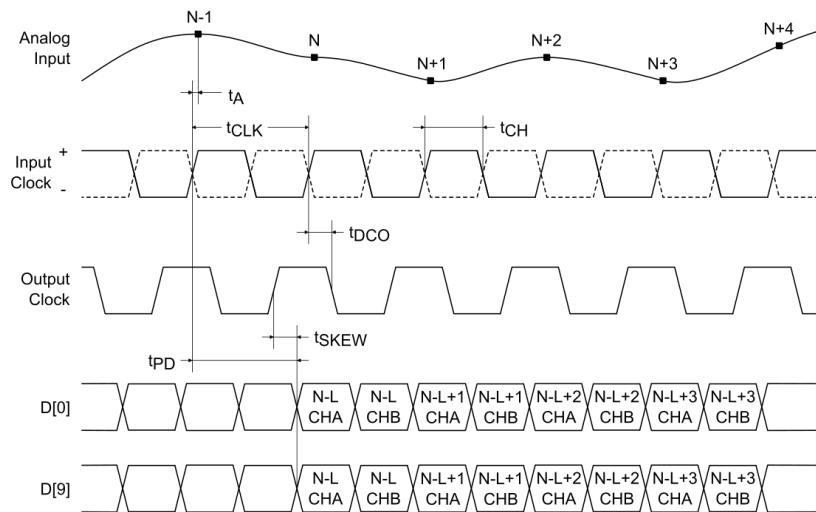 Analog
Input
N-1
N
N+1
N+2
N+3
N+4
tA
tCLK
tCH
Input
Clock
+
-
tDCO
Output
Clock
tSKEW
tPD
D[0]
N-L
CHA
N-L
CHB
N-L+1
CHA
N-L+1
CHB
N-L+2
CHA
N-L+2
CHB
N-L+3
CHA
N-L+3
CHB
D[9]
N-L
CHA
N-L
CHB
N-L+1
CHA
N-L+1
CHB
N-L+2
CHA
N-L+2
CHB
N-L+3
CHA
N-L+3
CHB